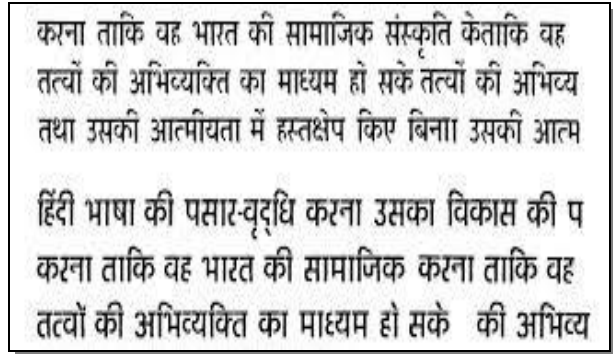 करना ताकि वह भारत की सामाजिक संस्कृति केताकि वह
तत्वों की अभिव्यक्ति का माध्यम हो सके तत्वों की अभिव्य
तथा उसकी आत्मीयता में हस्तक्षेप किए बिनाा उसकी आत्म
हिंदी भाषा की पसार-वृद्धि करना उसका विकास की प
करना ताकि वह भारत की सामाजिक करना ताकि वह
तत्वों की अभिव्यक्ति का माध्यम हो सके की अभिव्य